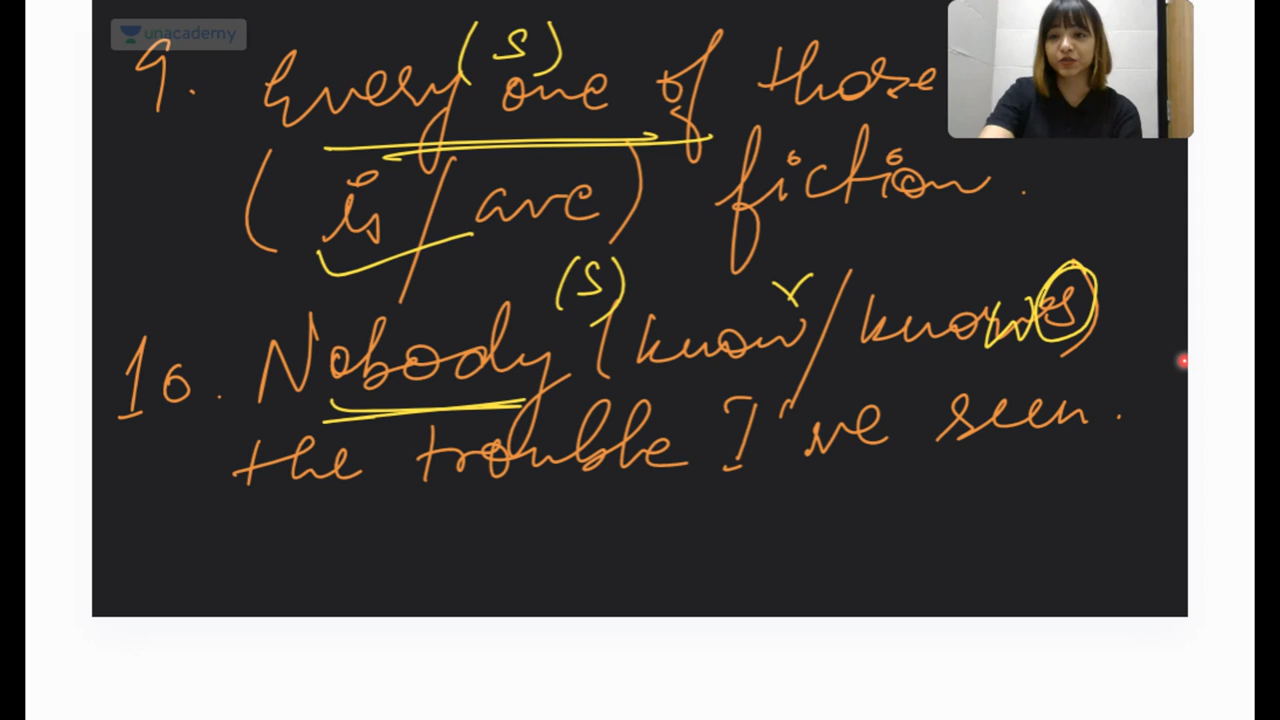 unacademy
(S)
9. Every one of those
(is/are) fiction.
(S)
10. Nobody (know/knows)
the trouble I've seen.